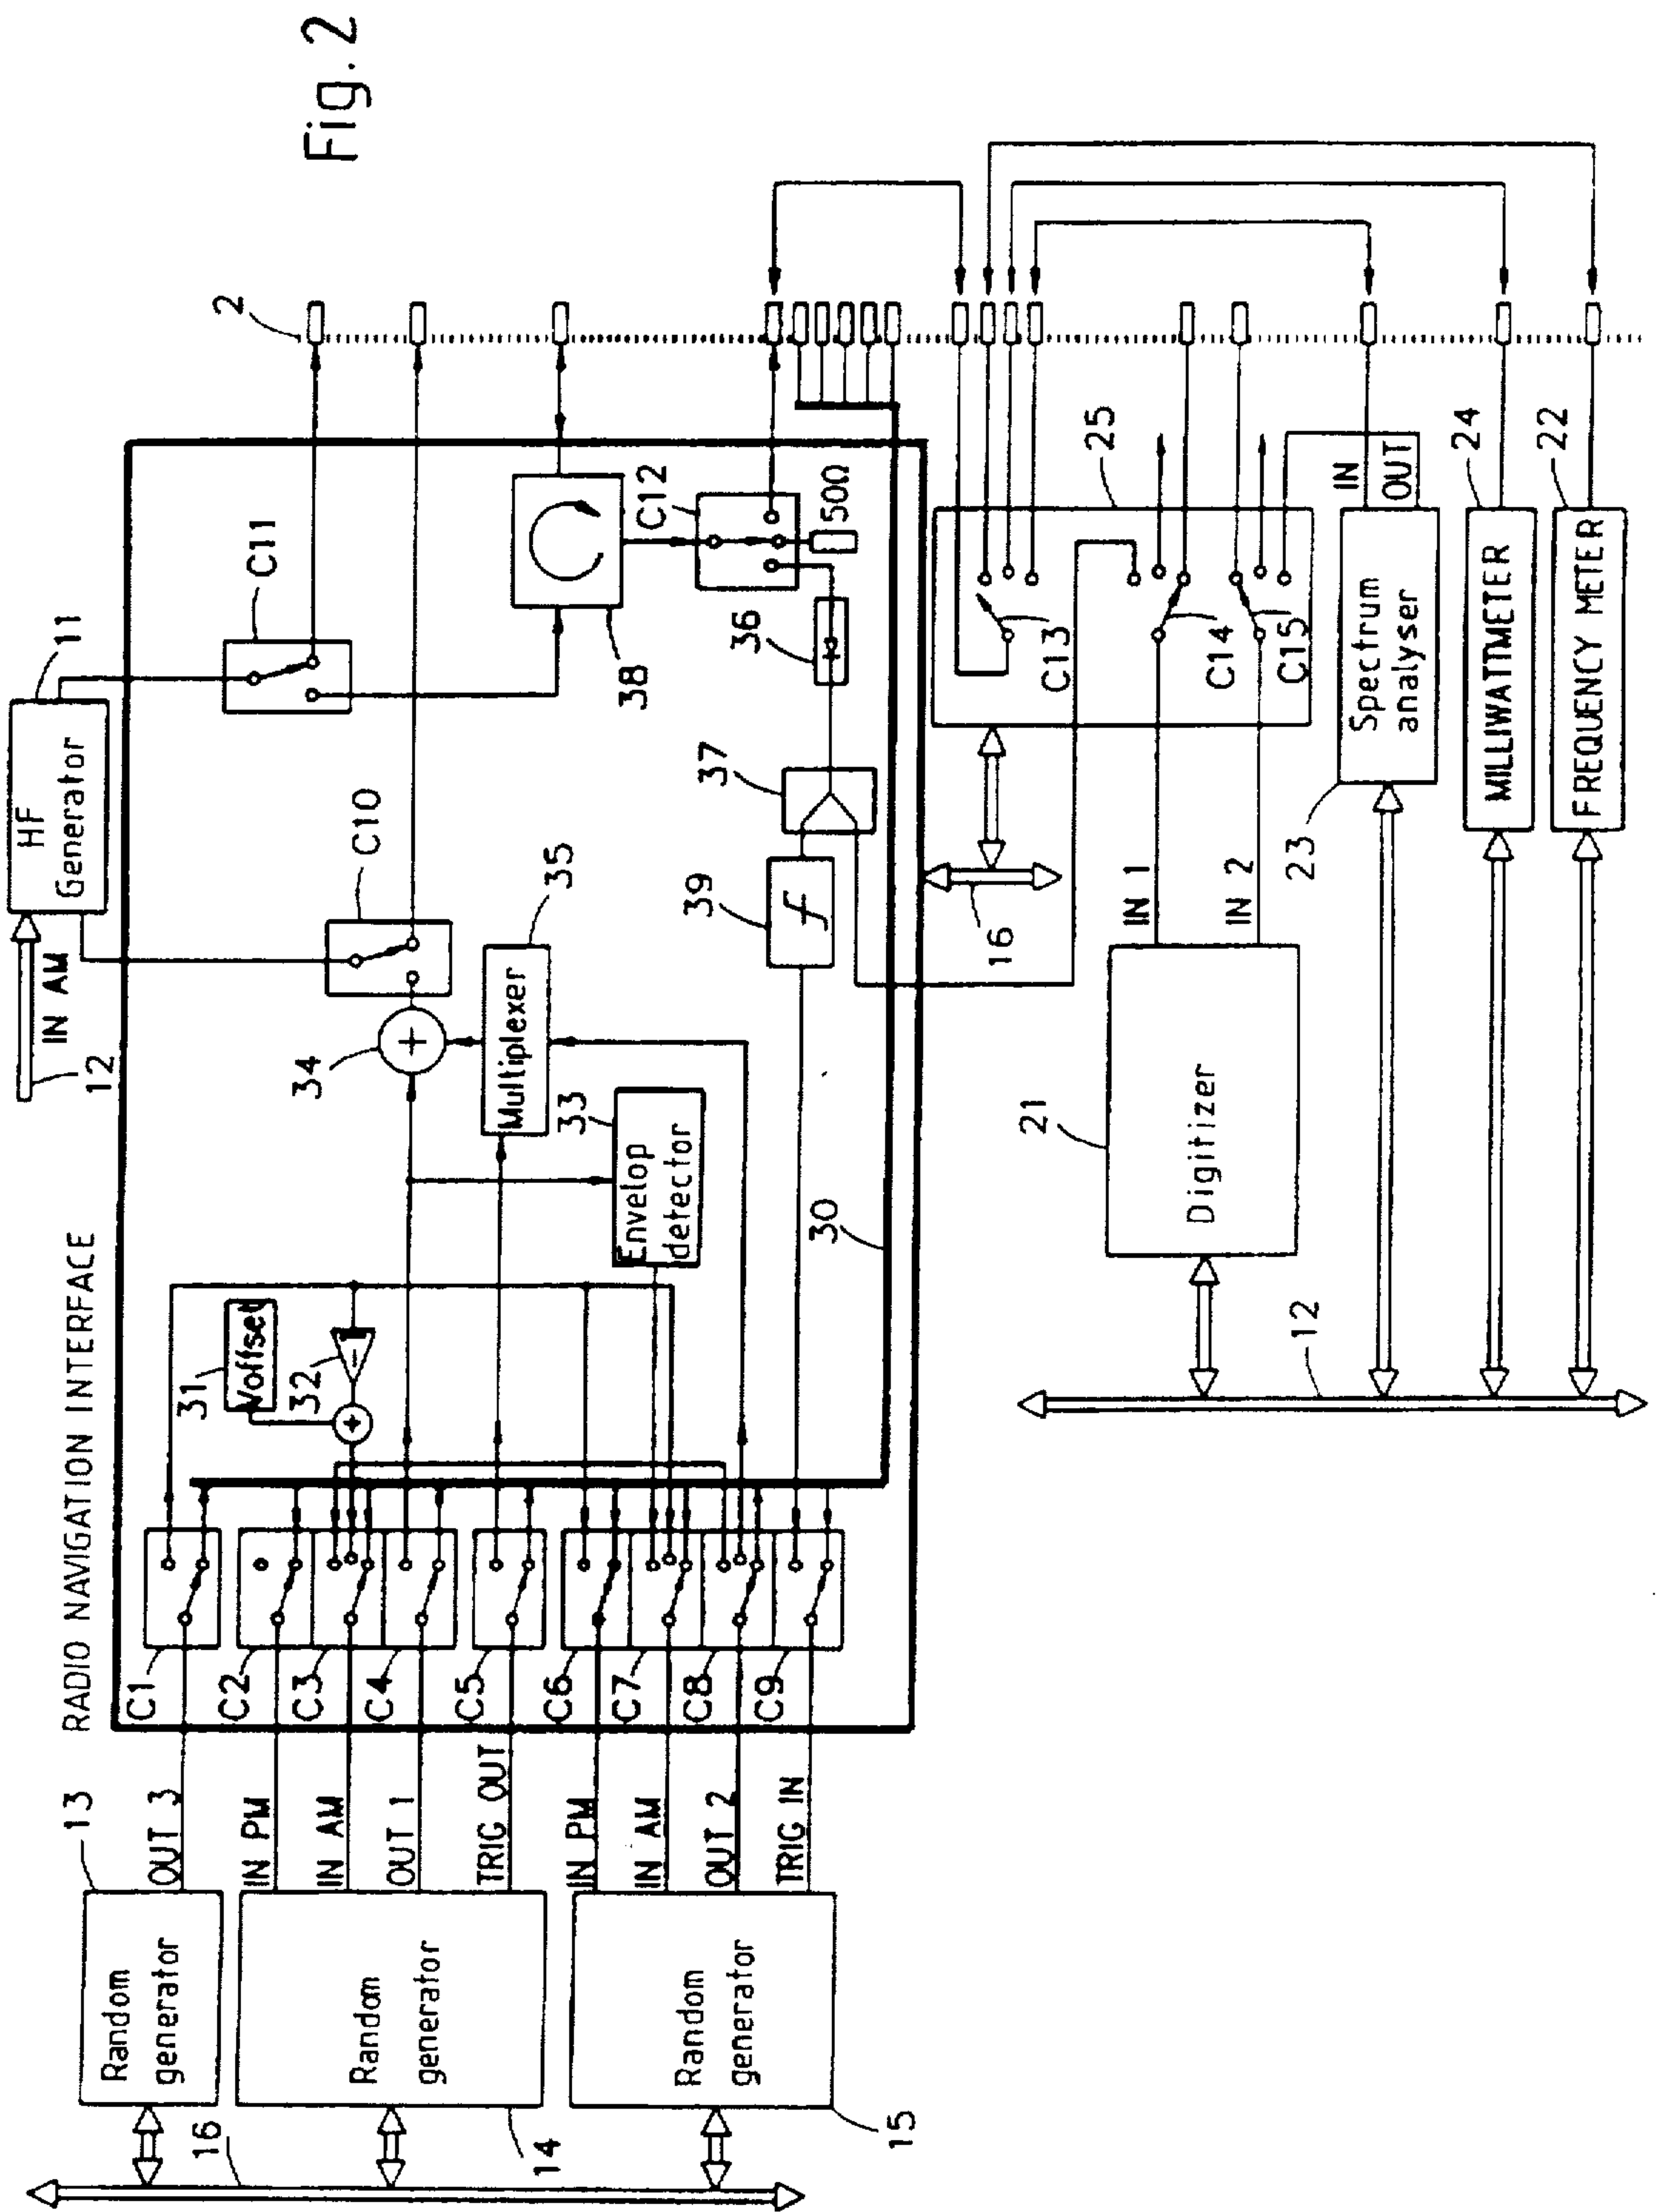 Fig. 2
HF
Generator
11
IN AM
12
C11
C10
2
RADIO NAVIGATION INTERFACE
13
Random
generator
OUT 3
C1
31
Voffset
32
34
35
Multiplexer
33
Envelop
detector
38
C12
50Ω
36
37
39
30
16
14
Random
generator
IN PM
IN AM
OUT 1
TRIG OUT
C2
C3
C4
C5
15
Random
generator
IN PM
IN AM
OUT 2
TRIG IN
C6
C7
C8
C9
25
C13
C14
C15
16
IN 1
IN 2
21
Digitizer
12
IN
OUT
23
Spectrum
analyser
24
MILLIWATTMETER
22
FREQUENCY METER